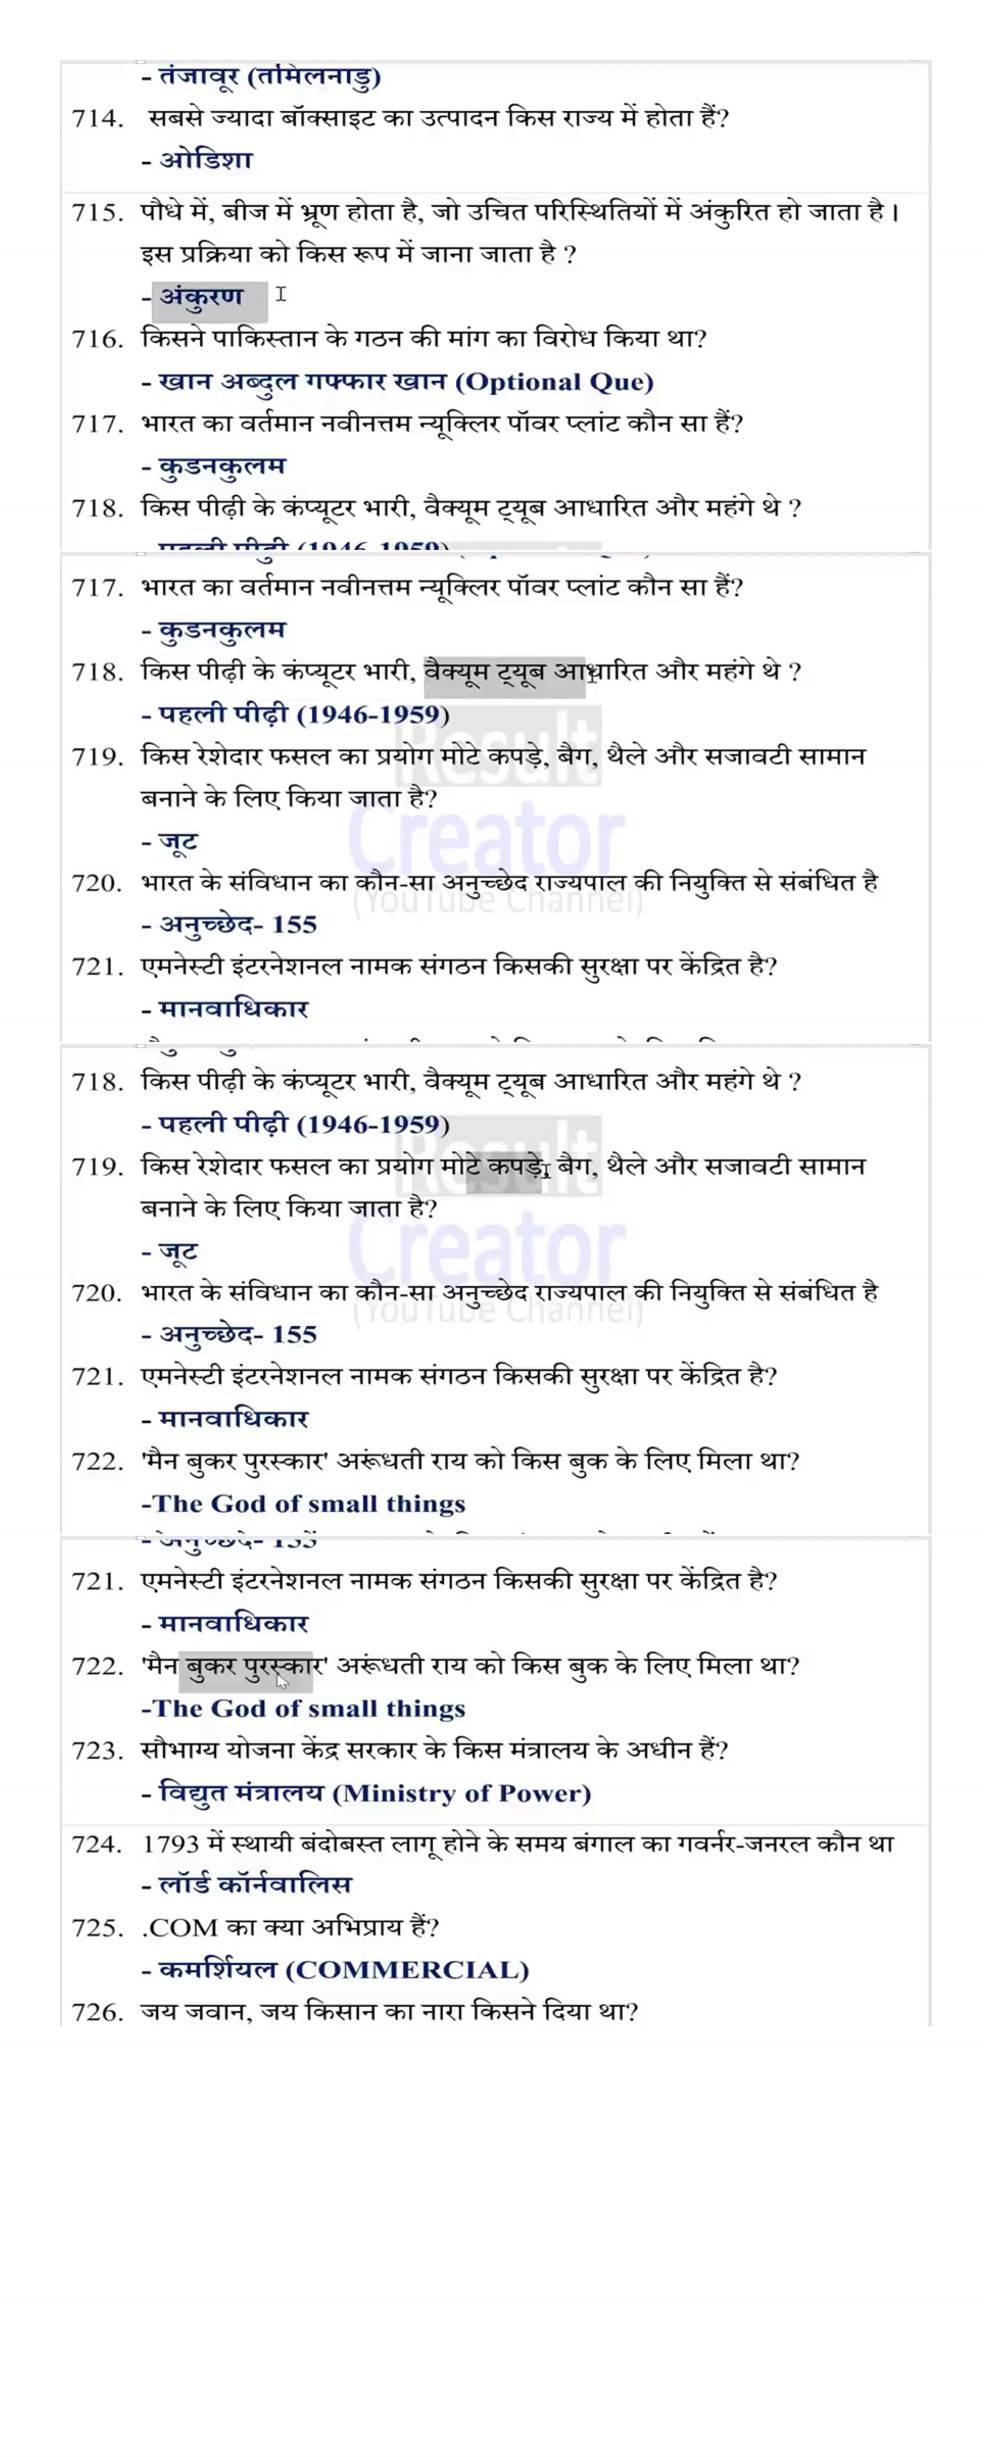 - तंजावूर (तमिलनाडु)
714. सबसे ज्यादा बॉक्साइट का उत्पादन किस राज्य में होता हैं?
- ओडिशा
715. पौधे में, बीज में भ्रूण होता है, जो उचित परिस्थितियों में अंकुरित हो जाता है।
इस प्रक्रिया को किस रूप में जाना जाता है ?
- अंकुरण
716. किसने पाकिस्तान के गठन की मांग का विरोध किया था?
- खान अब्दुल गफ्फार खान (Optional Que)
717. भारत का वर्तमान नवीनत्तम न्यूक्लिर पॉवर प्लांट कौन सा हैं?
- कुडनकुलम
718. किस पीढ़ी के कंप्यूटर भारी, वैक्यूम ट्यूब आधारित और महंगे थे ?
पहली पीढ़ी (1946-1959)
717. भारत का वर्तमान नवीनत्तम न्यूक्लिर पॉवर प्लांट कौन सा हैं?
- कुडनकुलम
718. किस पीढ़ी के कंप्यूटर भारी, वैक्यूम ट्यूब आधारित और महंगे थे ?
- पहली पीढ़ी (1946-1959)
Result
719. किस रेशेदार फसल का प्रयोग मोटे कपड़े, बैग, थैले और सजावटी सामान
बनाने के लिए किया जाता है?
Creator
- जूट
720. भारत के संविधान का कौन-सा अनुच्छेद राज्यपाल की नियुक्ति से संबंधित है
(YouTube Channel)
- अनुच्छेद- 155
721. एमनेस्टी इंटरनेशनल नामक संगठन किसकी सुरक्षा पर केंद्रित है?
- मानवाधिकार
718. किस पीढ़ी के कंप्यूटर भारी, वैक्यूम ट्यूब आधारित और महंगे थे ?
- पहली पीढ़ी (1946-1959)
Result
719. किस रेशेदार फसल का प्रयोग मोटे कपड़े, बैग, थैले और सजावटी सामान
बनाने के लिए किया जाता है?
Creator
- जूट
720. भारत के संविधान का कौन-सा अनुच्छेद राज्यपाल की नियुक्ति से संबंधित है
(YouTube Channel)
- अनुच्छेद- 155
721. एमनेस्टी इंटरनेशनल नामक संगठन किसकी सुरक्षा पर केंद्रित है?
- मानवाधिकार
722. 'मैन बुकर पुरस्कार' अरूंधती राय को किस बुक के लिए मिला था?
-The God of small things
- अनुच्छेद- 155
721. एमनेस्टी इंटरनेशनल नामक संगठन किसकी सुरक्षा पर केंद्रित है?
- मानवाधिकार
722. 'मैन बुकर पुरस्कार' अरूंधती राय को किस बुक के लिए मिला था?
-The God of small things
723. सौभाग्य योजना केंद्र सरकार के किस मंत्रालय के अधीन हैं?
- विद्युत मंत्रालय (Ministry of Power)
724. 1793 में स्थायी बंदोबस्त लागू होने के समय बंगाल का गवर्नर-जनरल कौन था
- लॉर्ड कॉर्नवालिस
725. .COM का क्या अभिप्राय हैं?
- कमर्शियल (COMMERCIAL)
726. जय जवान, जय किसान का नारा किसने दिया था?